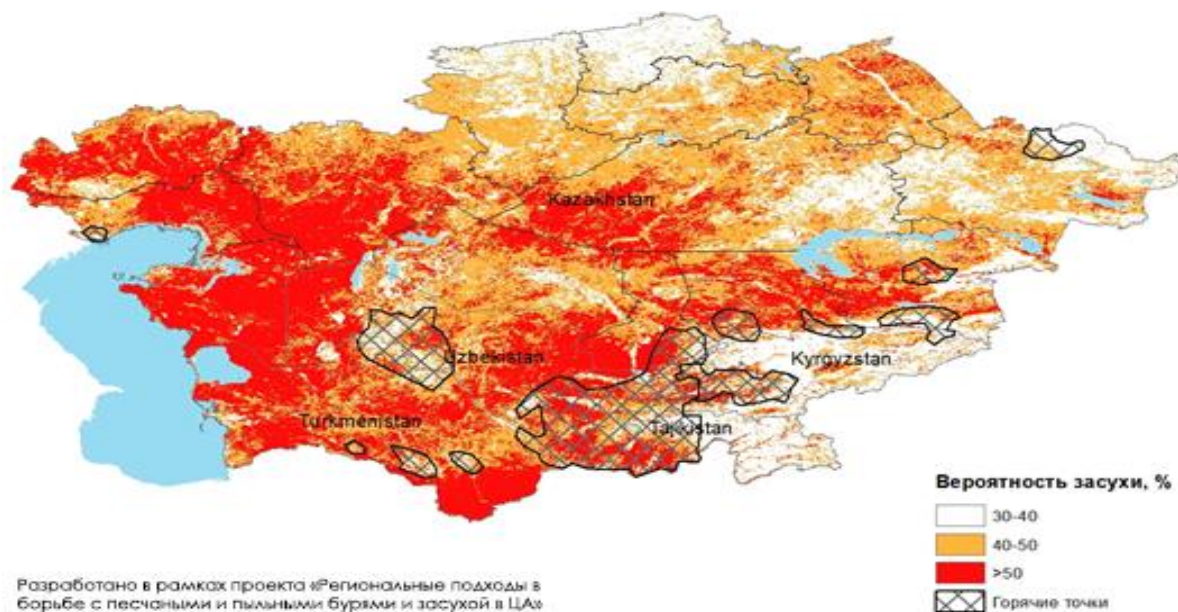 Kazakhstan
Uzbekistan
Kyrgyzstan
Turkmenistan
Tajikistan
Вероятность засухи, %
30-40
40-50
>50
Горячие точки
Разработано в рамках проекта «Региональные подходы в
борьбе с песчаными и пыльными бурями и засухой в ЦА»